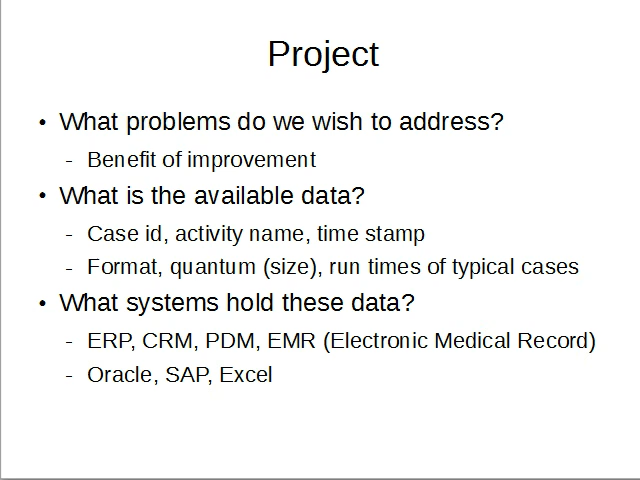 Project
• What problems do we wish to address?
- Benefit of improvement
• What is the available data?
- Case id, activity name, time stamp
- Format, quantum (size), run times of typical cases
• What systems hold these data?
- ERP, CRM, PDM, EMR (Electronic Medical Record)
- Oracle, SAP, Excel